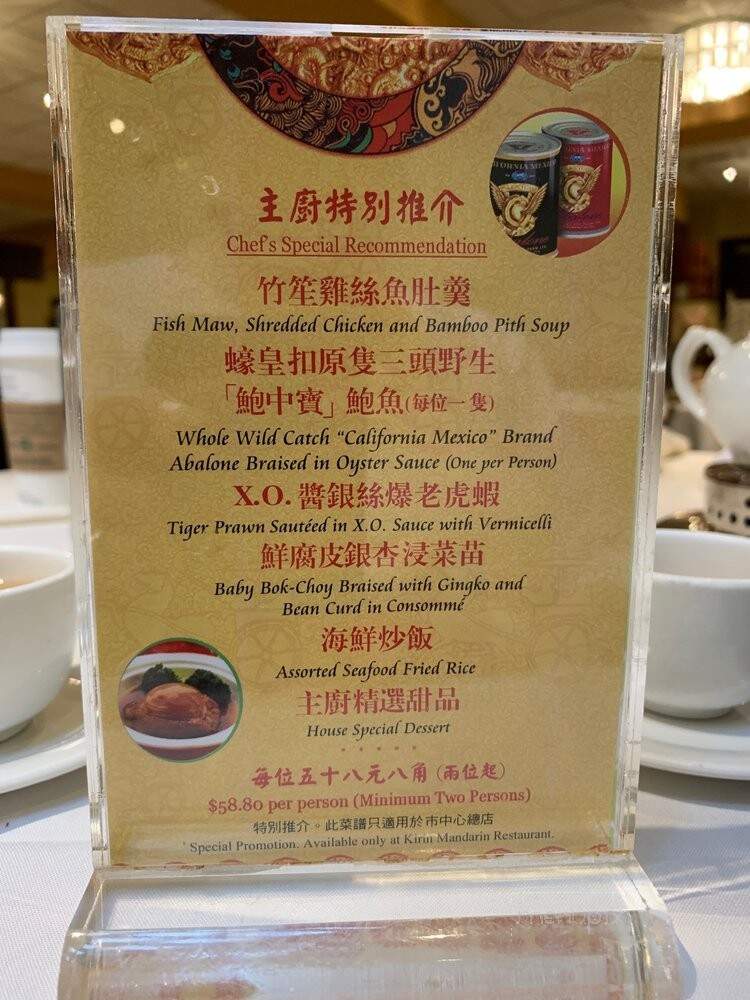 CALIFORNIA MEXICO
主廚特別推介
Chef's Special Recommendation
竹笙雞絲魚肚羹
Fish Maw, Shredded Chicken and Bamboo Pith Soup
蠔皇扣原隻三頭野生
「鮑中寶」鮑魚(每位一隻)
Whole Wild Catch “California Mexico” Brand
Abalone Braised in Oyster Sauce (One per Person)
X.O. 醬銀絲爆老虎蝦
Tiger Prawn Sautéed in X.O. Sauce with Vermicelli
鮮腐皮銀杏浸菜苗
Baby Bok-Choy Braised with Gingko and
Bean Curd in Consommé
海鮮炒飯
Assorted Seafood Fried Rice
主廚精選甜品
House Special Dessert
*****
每位五十八元八角 (兩位起)
$58.80 per person (Minimum Two Persons)
特別推介。此菜譜只適用於市中心總店
* Special Promotion. Available only at Kirin Mandarin Restaurant.